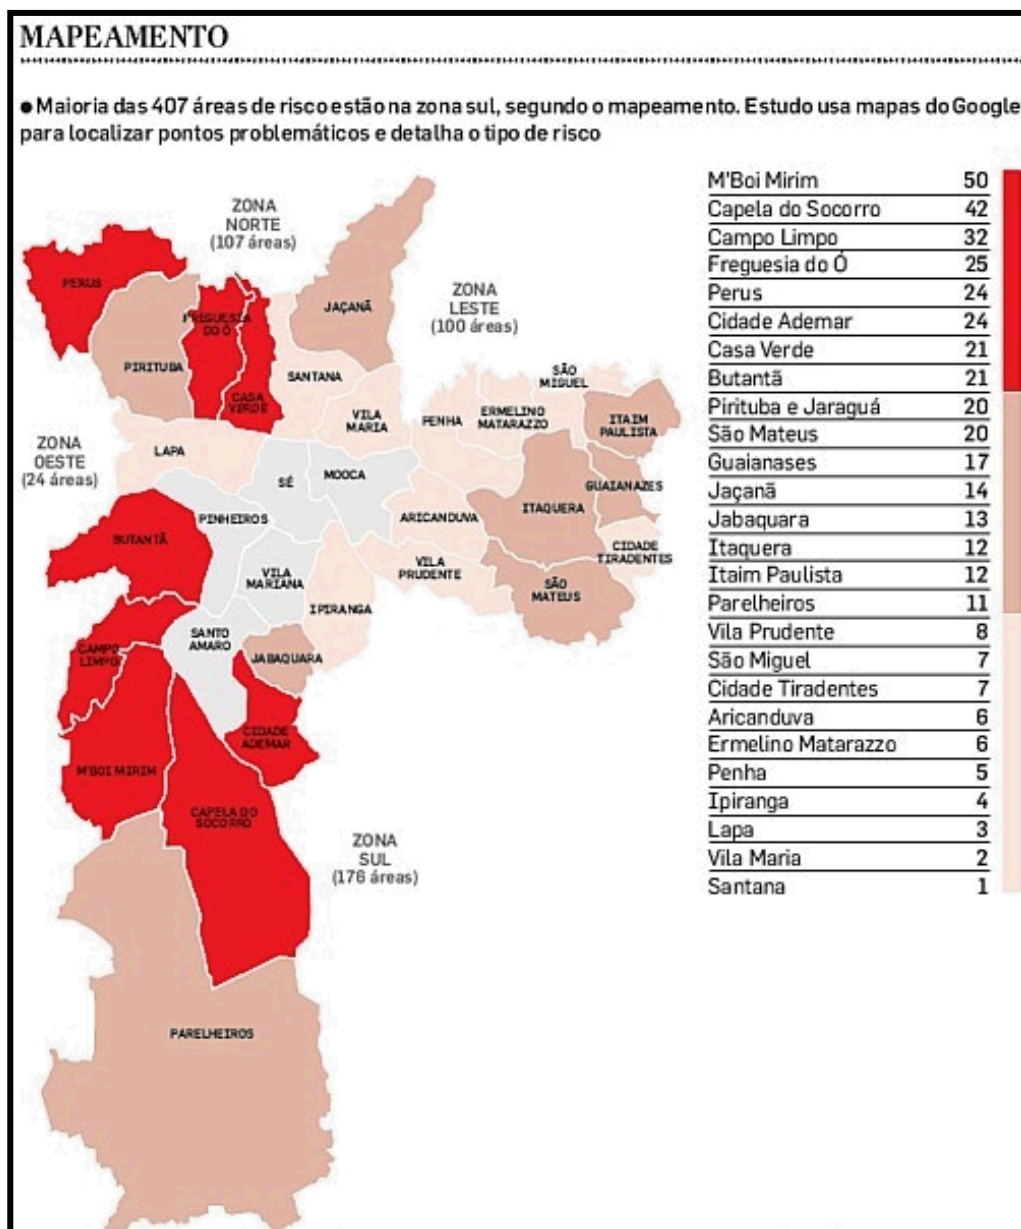 MAPEAMENTO
● Maioria das 407 áreas de risco estão na zona sul, segundo o mapeamento. Estudo usa mapas do Google
para localizar pontos problemáticos e detalha o tipo de risco
ZONA
NORTE
(107 áreas)
ZONA
LESTE
(100 áreas)
ZONA
OESTE
(24 áreas)
ZONA
SUL
(176 áreas)
PERUS
PIRITUBA
FREGUESIA
DO Ó
CASA
VERDE
JAÇANÃ
SANTANA
VILA
MARIA
PENHA
ERMELINO
MATARAZZO
SÃO
MIGUEL
ITAIM
PAULISTA
LAPA
SÉ
MOOCA
PINHEIROS
ARICANDUVA
ITAQUERA
GUAIANAZES
CIDADE
TIRADENTES
BUTANTÃ
VILA
MARIANA
VILA
PRUDENTE
SÃO
MATEUS
IPIRANGA
SANTO
AMARO
JABAQUARA
CAMPO
LIMPO
CIDADE
ADEMAR
M'BOI MIRIM
CAPELA DO
SOCORRO
PARELHEIROS
M'Boi Mirim 50
Capela do Socorro 42
Campo Limpo 32
Freguesia do Ó 25
Perus 24
Cidade Ademar 24
Casa Verde 21
Butantã 21
Pirituba e Jaraguá 20
São Mateus 20
Guaianases 17
Jaçanã 14
Jabaquara 13
Itaquera 12
Itaim Paulista 12
Parelheiros 11
Vila Prudente 8
São Miguel 7
Cidade Tiradentes 7
Aricanduva 6
Ermelino Matarazzo 6
Penha 5
Ipiranga 4
Lapa 3
Vila Maria 2
Santana 1